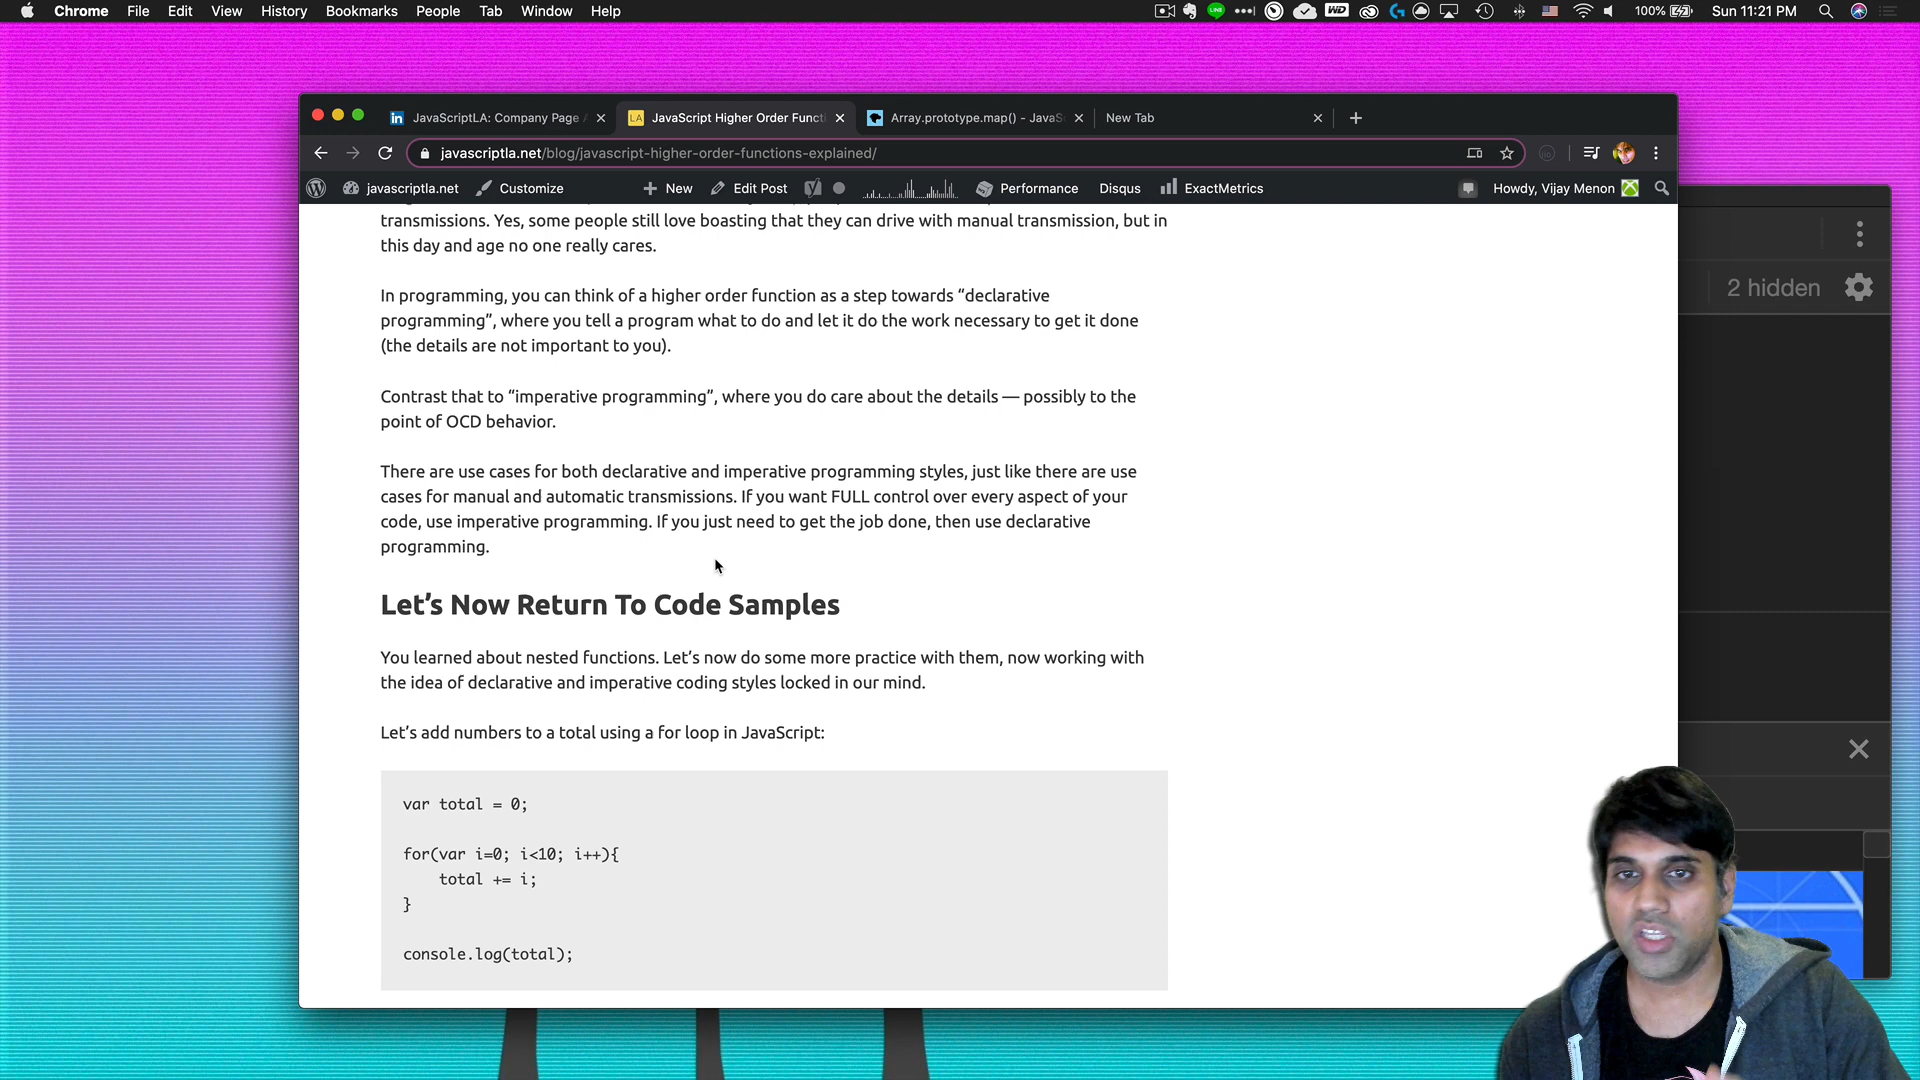 Chrome File Edit View History Bookmarks People Tab Window Help
LINE WD 100% Sun 11:21 PM
in JavaScriptLA: Company Page
LA JavaScript Higher Order Funct
Array.prototype.map() - JavaS
New Tab
javascriptla.net/blog/javascript-higher-order-functions-explained/
javascriptla.net Customize New Edit Post Performance Disqus ExactMetrics Howdy, Vijay Menon
transmissions. Yes, some people still love boasting that they can drive with manual transmission, but in
this day and age no one really cares.
2 hidden
In programming, you can think of a higher order function as a step towards “declarative
programming”, where you tell a program what to do and let it do the work necessary to get it done
(the details are not important to you).
Contrast that to “imperative programming”, where you do care about the details — possibly to the
point of OCD behavior.
There are use cases for both declarative and imperative programming styles, just like there are use
cases for manual and automatic transmissions. If you want FULL control over every aspect of your
code, use imperative programming. If you just need to get the job done, then use declarative
programming.
Let’s Now Return To Code Samples
You learned about nested functions. Let’s now do some more practice with them, now working with
the idea of declarative and imperative coding styles locked in our mind.
Let’s add numbers to a total using a for loop in JavaScript:
var total = 0;
for(var i=0; i<10; i++){
total += i;
}
console.log(total);